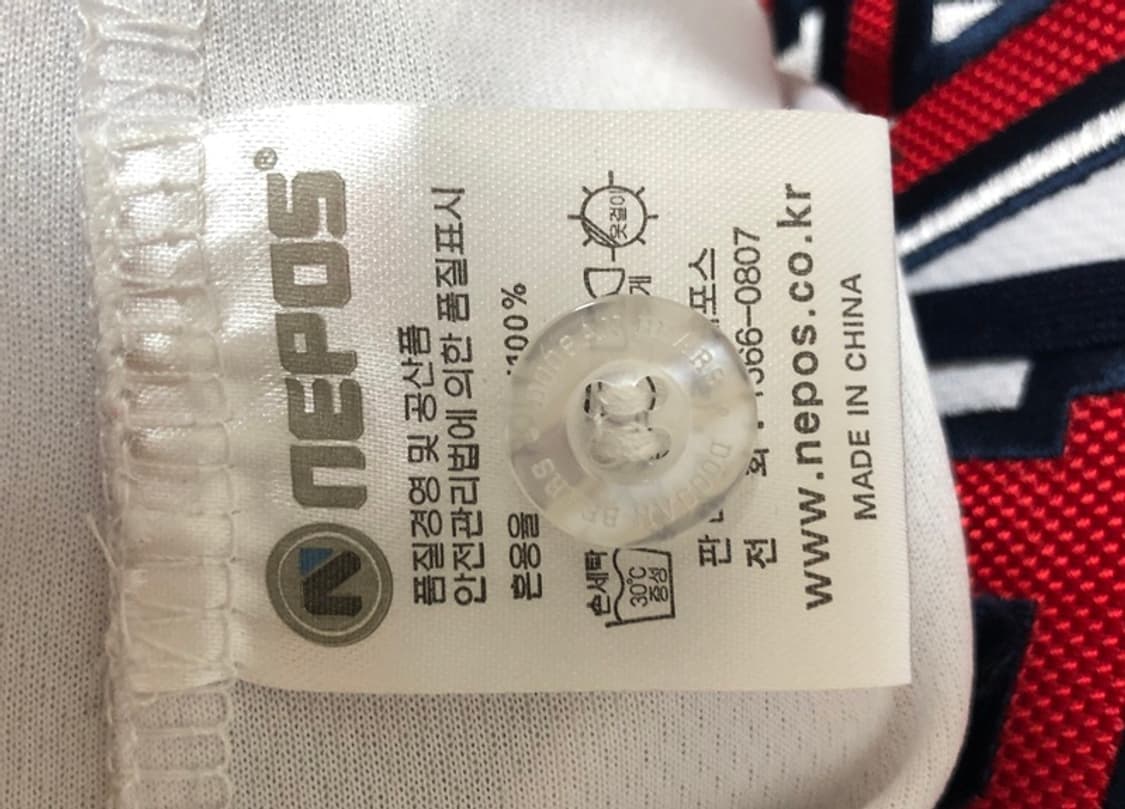 NEPOS®
품질경영 및 공산품
안전관리법에 의한 품질표시
혼용율 100%
손세탁
30℃
중성
옷걸이
전 화 : 1566-0807
www.nepos.co.kr
MADE IN CHINA